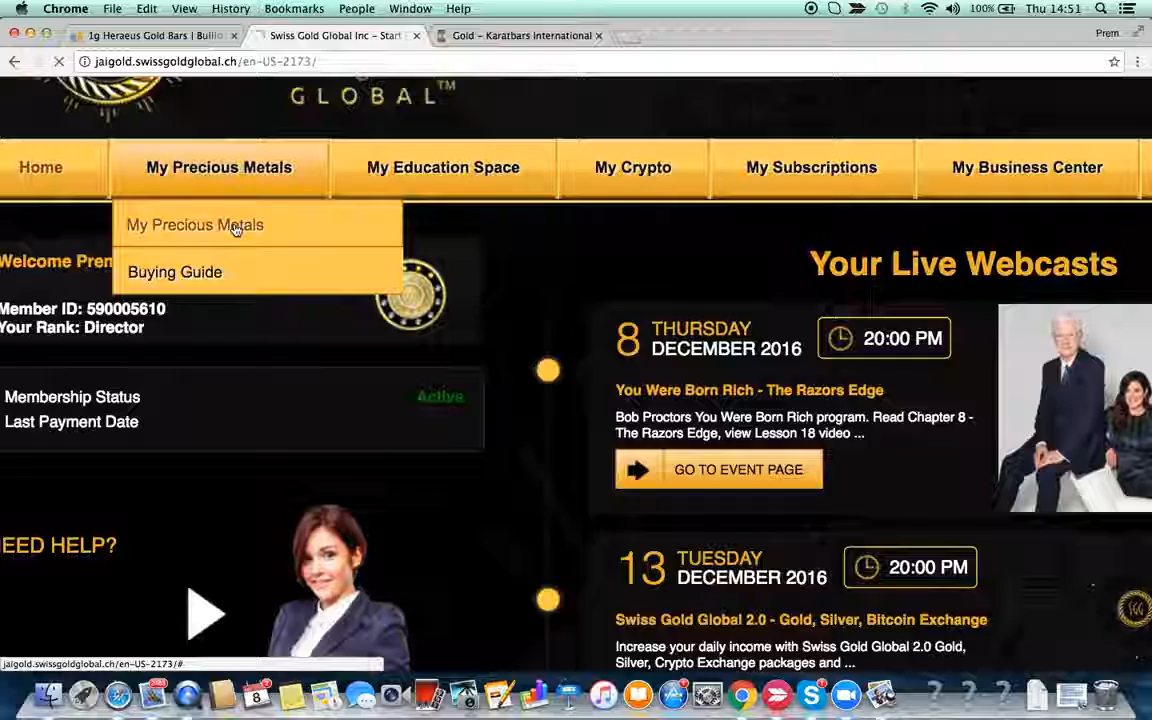 Chrome File Edit View History Bookmarks People Window Help 100% Thu 14:51
1g Heraeus Gold Bars | Bullio × Swiss Gold Global Inc - Start × Gold – Karatbars International × Prem
jaigold.swissgoldglobal.ch/en-US-2173/
GLOBAL™
Home My Precious Metals My Education Space My Crypto My Subscriptions My Business Center
My Precious Metals
Buying Guide
Welcome Prem
Member ID: 590005610
Your Rank: Director
Membership Status Active
Last Payment Date
NEED HELP?
Your Live Webcasts
8 THURSDAY
DECEMBER 2016
20:00 PM
You Were Born Rich - The Razors Edge
Bob Proctors You Were Born Rich program. Read Chapter 8 -
The Razors Edge, view Lesson 18 video ...
GO TO EVENT PAGE
13 TUESDAY
DECEMBER 2016
20:00 PM
Swiss Gold Global 2.0 - Gold, Silver, Bitcoin Exchange
Increase your daily income with Swiss Gold Global 2.0 Gold,
Silver, Crypto Exchange packages and ...
SGG
jaigold.swissgoldglobal.ch/en-US-2173/#
8